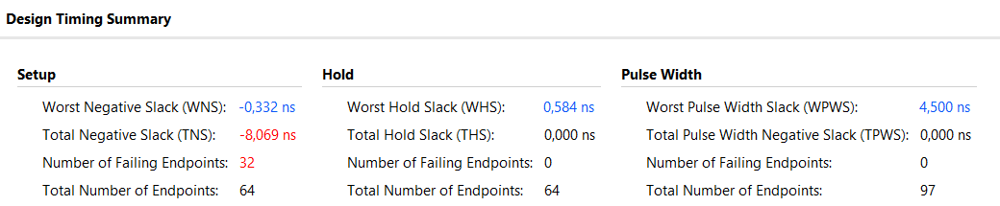 Design Timing Summary
Setup Hold Pulse Width
Worst Negative Slack (WNS): -0,332 ns Worst Hold Slack (WHS): 0,584 ns Worst Pulse Width Slack (WPWS): 4,500 ns
Total Negative Slack (TNS): -8,069 ns Total Hold Slack (THS): 0,000 ns Total Pulse Width Negative Slack (TPWS): 0,000 ns
Number of Failing Endpoints: 32 Number of Failing Endpoints: 0 Number of Failing Endpoints: 0
Total Number of Endpoints: 64 Total Number of Endpoints: 64 Total Number of Endpoints: 97